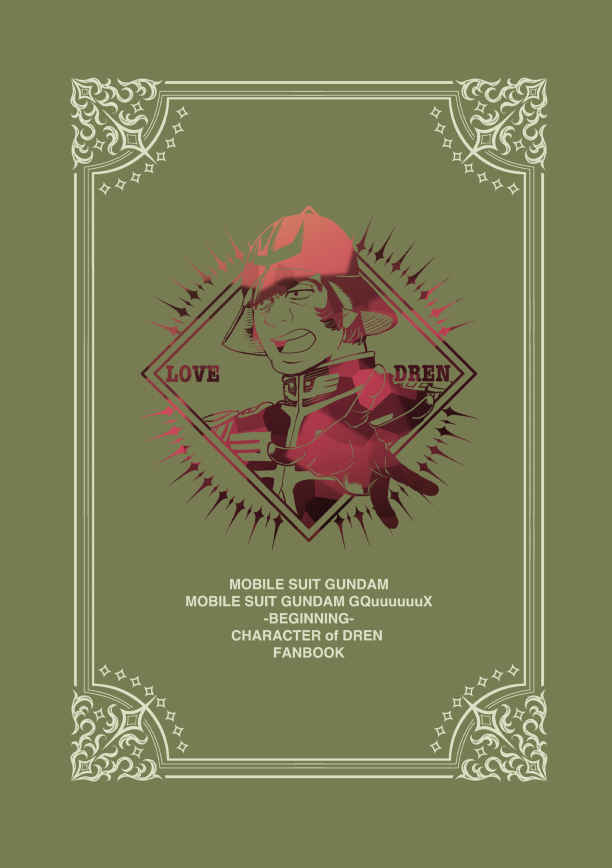 LOVE DREN
MOBILE SUIT GUNDAM
MOBILE SUIT GUNDAM GQuuuuuuX
-BEGINNING-
CHARACTER of DREN
FANBOOK